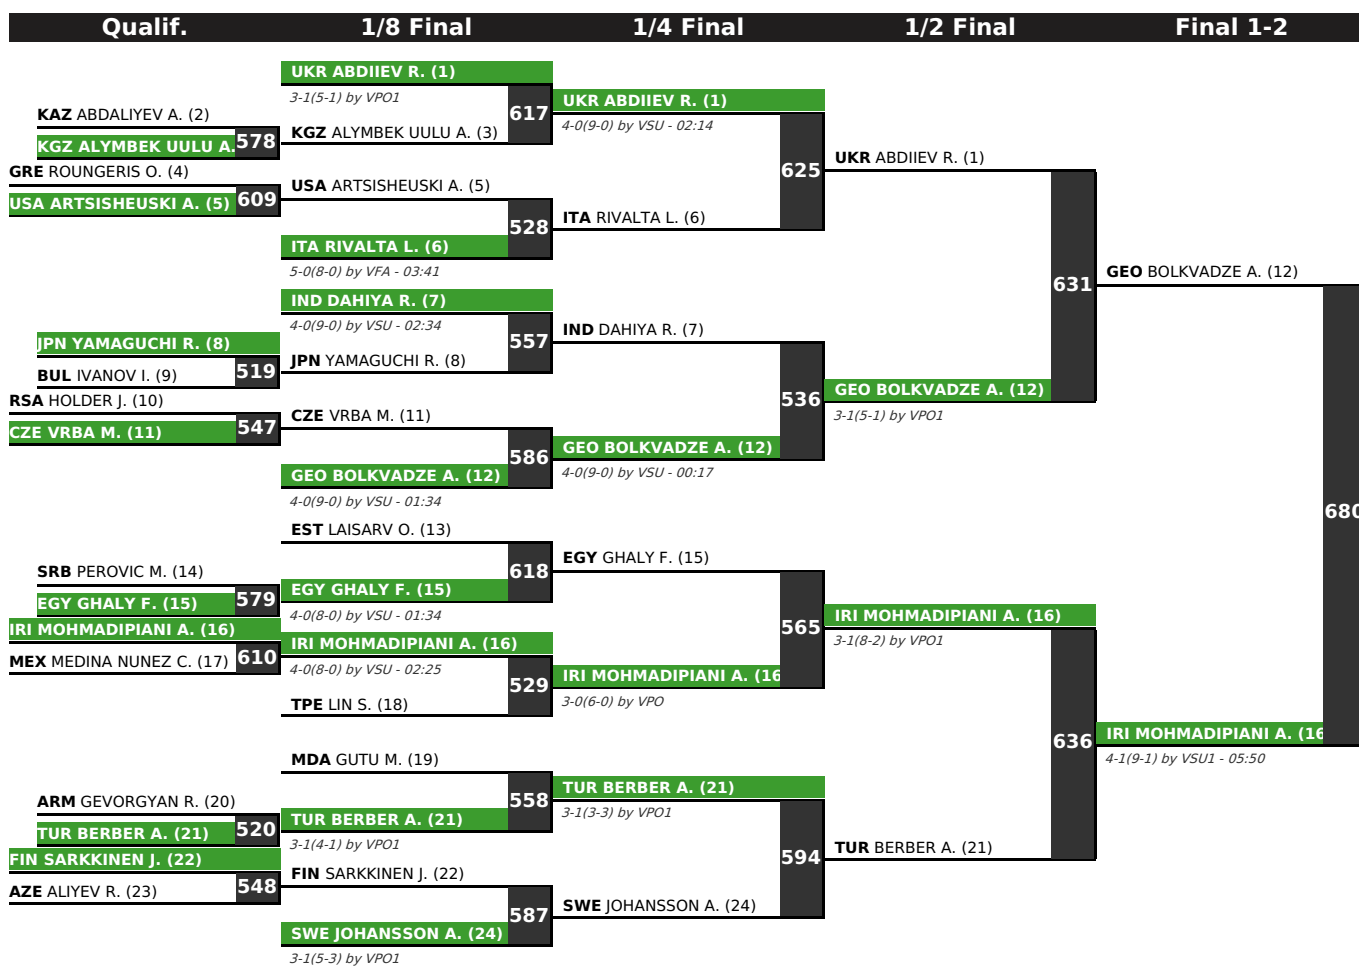 Qualif. 1/8 Final 1/4 Final 1/2 Final Final 1-2
KAZ ABDALIYEV A. (2)
KGZ ALYMBEK UULU A.
578
GRE ROUNGERIS O. (4)
USA ARTSISHEUSKI A. (5)
609
JPN YAMAGUCHI R. (8)
BUL IVANOV I. (9)
519
RSA HOLDER J. (10)
CZE VRBA M. (11)
547
SRB PEROVIC M. (14)
EGY GHALY F. (15)
579
IRI MOHMADIPIANI A. (16)
MEX MEDINA NUNEZ C. (17)
610
ARM GEVORGYAN R. (20)
TUR BERBER A. (21)
520
FIN SARKKINEN J. (22)
AZE ALIYEV R. (23)
548
UKR ABDIIEV R. (1)
3-1(5-1) by VPO1
KGZ ALYMBEK UULU A. (3)
617
USA ARTSISHEUSKI A. (5)
528
ITA RIVALTA L. (6)
5-0(8-0) by VFA - 03:41
IND DAHIYA R. (7)
4-0(9-0) by VSU - 02:34
JPN YAMAGUCHI R. (8)
557
CZE VRBA M. (11)
586
GEO BOLKVADZE A. (12)
4-0(9-0) by VSU - 01:34
EST LAISARV O. (13)
618
EGY GHALY F. (15)
4-0(8-0) by VSU - 01:34
IRI MOHMADIPIANI A. (16)
4-0(8-0) by VSU - 02:25
TPE LIN S. (18)
529
MDA GUTU M. (19)
558
TUR BERBER A. (21)
3-1(4-1) by VPO1
FIN SARKKINEN J. (22)
587
SWE JOHANSSON A. (24)
3-1(5-3) by VPO1
UKR ABDIIEV R. (1)
4-0(9-0) by VSU - 02:14
625
ITA RIVALTA L. (6)
IND DAHIYA R. (7)
536
GEO BOLKVADZE A. (12)
4-0(9-0) by VSU - 00:17
EGY GHALY F. (15)
565
IRI MOHMADIPIANI A. (16
3-0(6-0) by VPO
TUR BERBER A. (21)
3-1(3-3) by VPO1
594
SWE JOHANSSON A. (24)
UKR ABDIIEV R. (1)
631
GEO BOLKVADZE A. (12)
3-1(5-1) by VPO1
IRI MOHMADIPIANI A. (16)
3-1(8-2) by VPO1
636
TUR BERBER A. (21)
GEO BOLKVADZE A. (12)
680
IRI MOHMADIPIANI A. (16
4-1(9-1) by VSU1 - 05:50